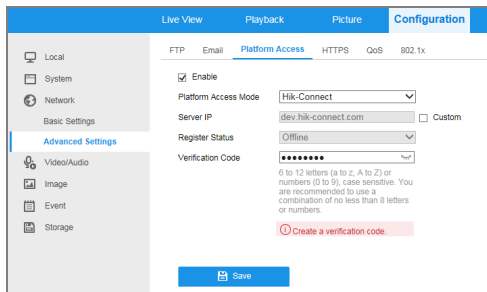 Live View Playback Picture Configuration
Local
System
Network
Basic Settings
Advanced Settings
Video/Audio
Image
Event
Storage
FTP Email Platform Access HTTPS QoS 802.1x
Enable
Platform Access Mode Hik-Connect
Server IP dev.hik-connect.com Custom
Register Status Offline
Verification Code ●●●●●●●●
6 to 12 letters (a to z, A to Z) or
numbers (0 to 9), case sensitive. You
are recommended to use a
combination of no less than 8 letters
or numbers.
Create a verification code.
Save